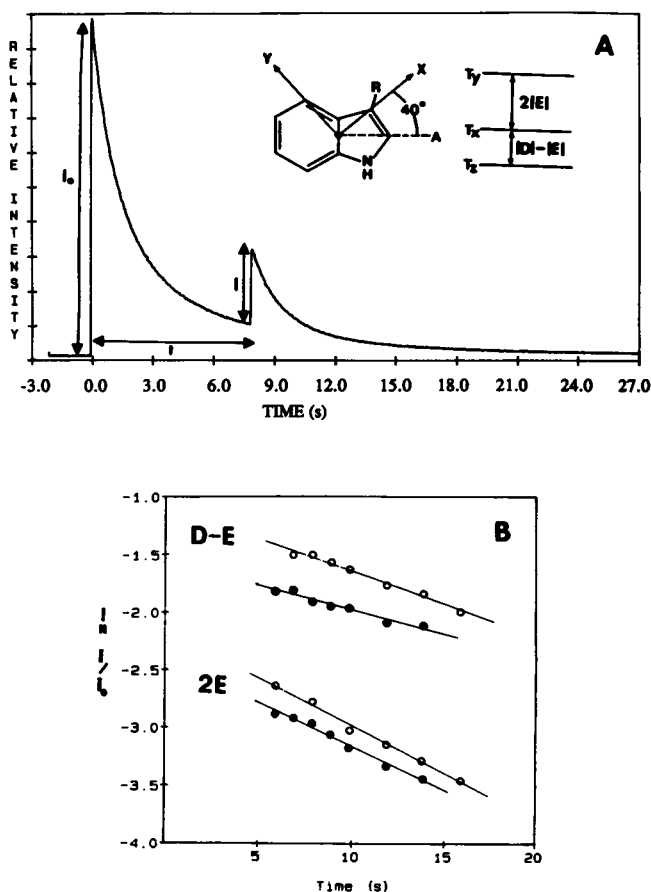 RELATIVE INTENSITY
A
I₀
I
t
Y
X
R
40°
A
N
H
Ty
2|E|
Tx
|D|-|E|
Tz
-3.0 0.0 3.0 6.0 9.0 12.0 15.0 18.0 21.0 24.0 27.0
TIME (s)
B
D-E
2E
ln I/I₀
-1.0
-1.5
-2.0
-2.5
-3.0
-3.5
-4.0
5 10 15 20
Time (s)